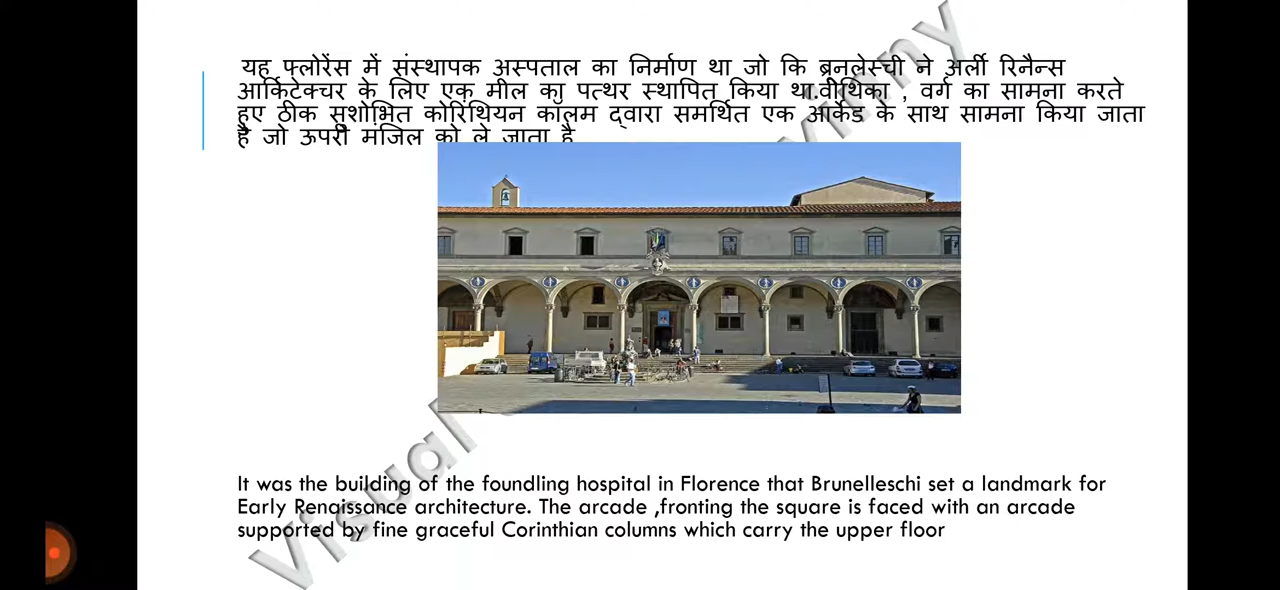 यह फ्लोरेंस में संस्थापक अस्पताल का निर्माण था जो कि ब्रूनलेस्ची ने अर्ली रिनैन्स
आर्किटेक्चर के लिए एक मील का पत्थर स्थापित किया था.वीथिका , वर्ग का सामना करते
हुए ठीक सुशोभित कोरिंथियन कॉलम द्वारा समर्थित एक आर्केड के साथ सामना किया जाता
है जो ऊपरी मंजिल को ले जाता है
It was the building of the foundling hospital in Florence that Brunelleschi set a landmark for
Early Renaissance architecture. The arcade ,fronting the square is faced with an arcade
supported by fine graceful Corinthian columns which carry the upper floor
Visual